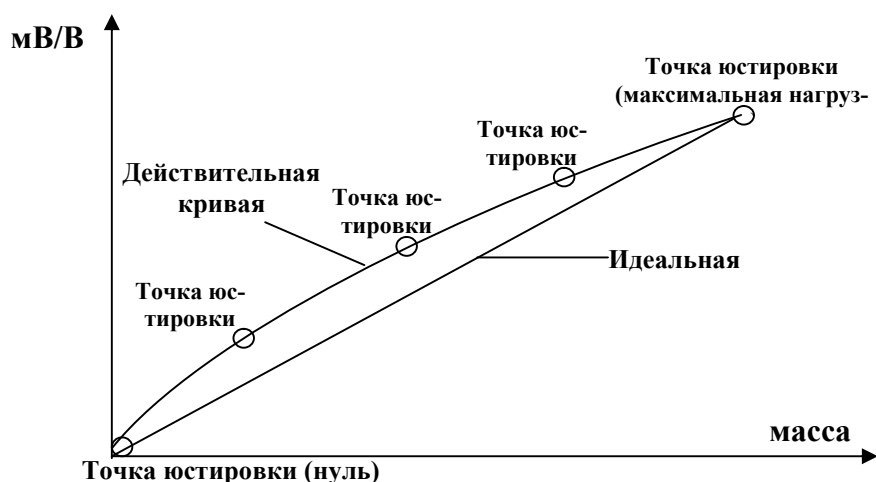 мВ/В
Точка юстировки
(максимальная нагруз-
Точка юс-
тировки
Действительная
кривая
Точка юс-
тировки
Идеальная
Точка юс-
тировки
масса
Точка юстировки (нуль)